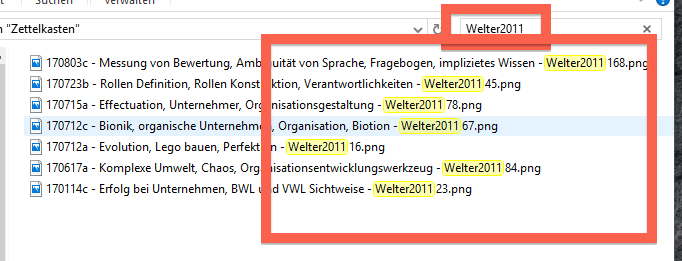 suchen
verwalten
n "Zettelkasten"
Welter2011
170803c - Messung von Bewertung, Ambiguität von Sprache, Fragebogen, implizietes Wissen - Welter2011 168.png
170723b - Rollen Definition, Rollen Konstruktion, Verantwortlichkeiten - Welter2011 45.png
170715a - Effectuation, Unternehmer, Organisationsgestaltung - Welter2011 78.png
170712c - Bionik, organische Unternehmen, Organisation, Biotion - Welter2011 67.png
170712a - Evolution, Lego bauen, Perfektion - Welter2011 16.png
170617a - Komplexe Umwelt, Chaos, Organisationsentwicklungswerkzeug - Welter2011 84.png
170114c - Erfolg bei Unternehmen, BWL und VWL Sichtweise - Welter2011 23.png